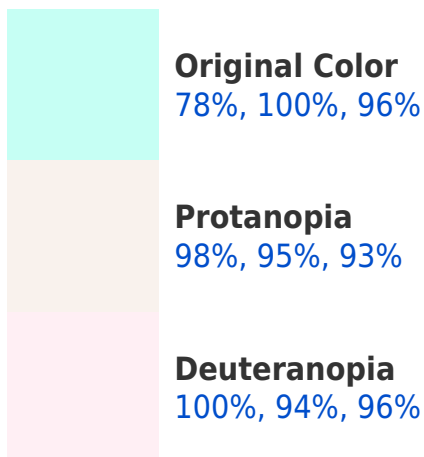 Original Color
78%, 100%, 96%
Protanopia
98%, 95%, 93%
Deuteranopia
100%, 94%, 96%